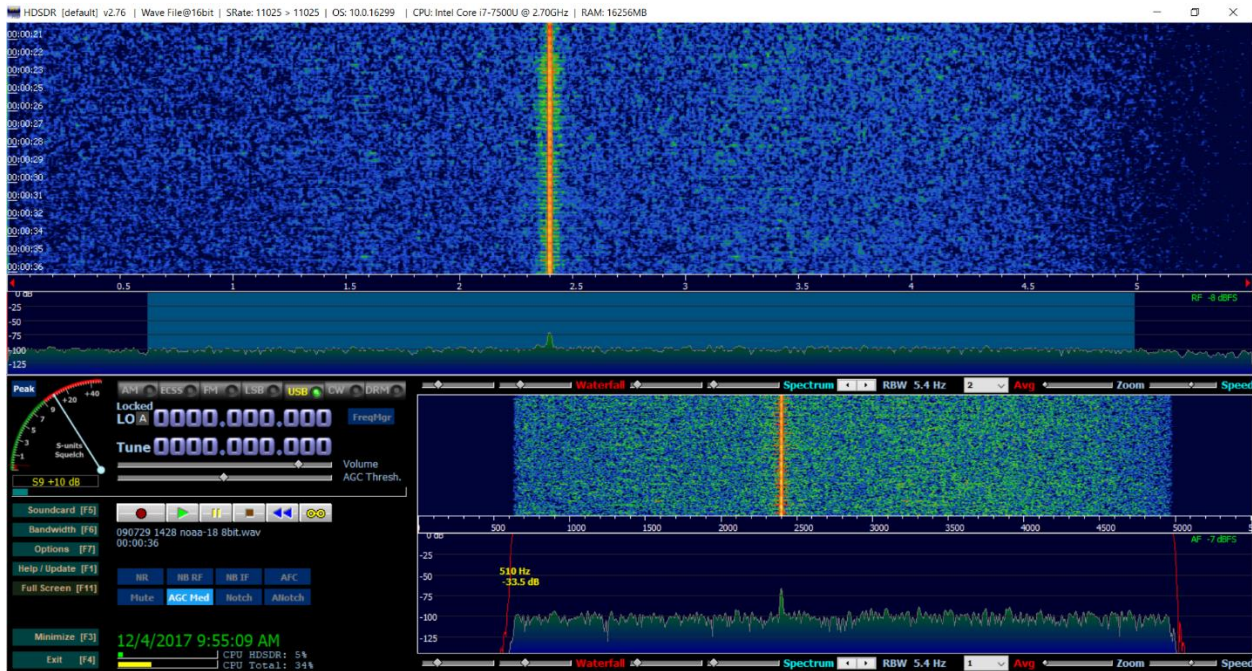 HDSDR [default] v2.76 | Wave File@16bit | SRate: 11025 > 11025 | OS: 10.0.16299 | CPU: Intel Core i7-7500U @ 2.70GHz | RAM: 16256MB
00:00:21
00:00:22
00:00:23
00:00:25
00:00:26
00:00:27
00:00:28
00:00:29
00:00:30
00:00:31
00:00:32
00:00:34
00:00:35
00:00:36
0.5 1 1.5 2 2.5 3 3.5 4 4.5 5
0 dB RF -8 dBFS
-25
-50
-75
-100
-125
Peak +20 +40
9
7
5
3
1
S-units
Squelch
S9 +10 dB
AM ECSS FM LSB USB CW DRM
Locked
LO A 0000.000.000 FreqMgr
Tune 0000.000.000
Volume
AGC Thresh.
Waterfall Spectrum RBW 5.4 Hz 2 Avg Zoom Speed
Soundcard [F5]
Bandwidth [F6]
Options [F7]
Help / Update [F1]
Full Screen [F11]
Minimize [F3]
Exit [F4]
090729 1428 noaa-18 8bit.wav
00:00:36
NR NB RF NB IF AFC
Mute AGC Med Notch ANotch
12/4/2017 9:55:09 AM
CPU HDSDR: 5%
CPU Total: 34%
500 1000 1500 2000 2500 3000 3500 4000 4500 5000
0 dB AF -7 dBFS
-25
-50
-75
-100
-125
510 Hz
-33.5 dB
Waterfall Spectrum RBW 5.4 Hz 1 Avg Zoom Speed